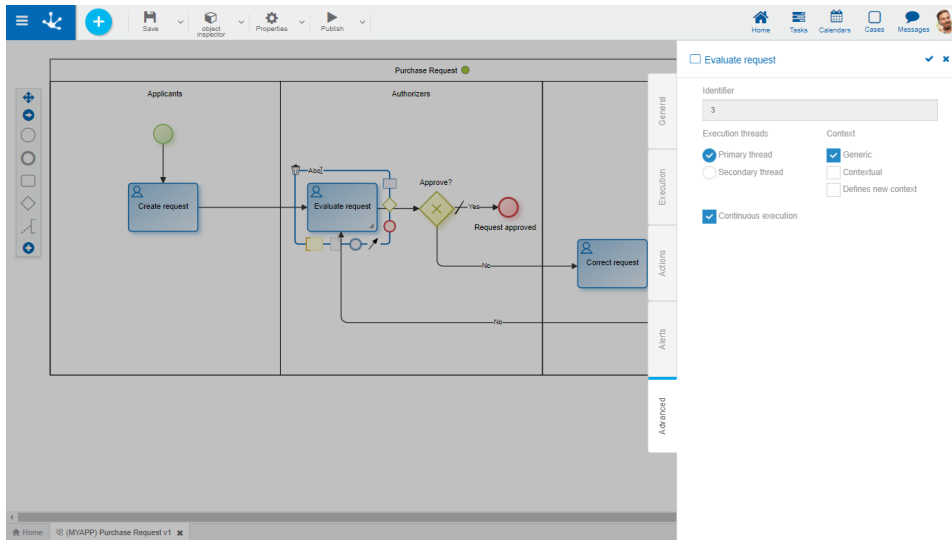 Save
object
inspector
Properties
Publish
Home
Tasks
Calendars
Cases
Messages
Purchase Request
Applicants
Authorizers
Create request
Abc
Evaluate request
Approve?
Yes
Request approved
No
Correct request
No
General
Execution
Actions
Alerts
Advanced
Evaluate request
Identifier
3
Execution threads
Context
Primary thread
Generic
Secondary thread
Contextual
Defines new context
Continuous execution
Home
(MYAPP) Purchase Request v1